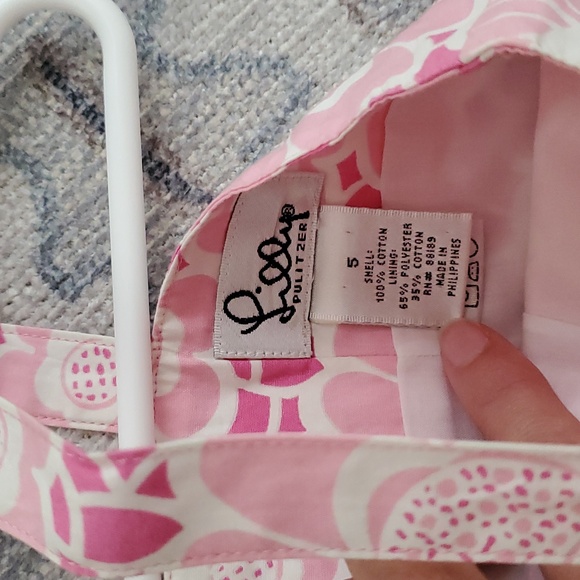 Lilly®
PULITZER
5
SHELL:
100% COTTON
LINING:
65% POLYESTER
35% COTTON
RN# 88189
MADE IN
PHILIPPINES